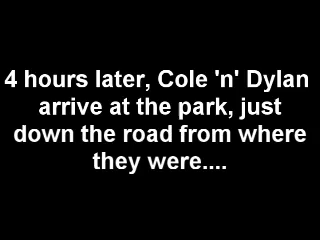 4 hours later, Cole 'n' Dylan
arrive at the park, just
down the road from where
they were....